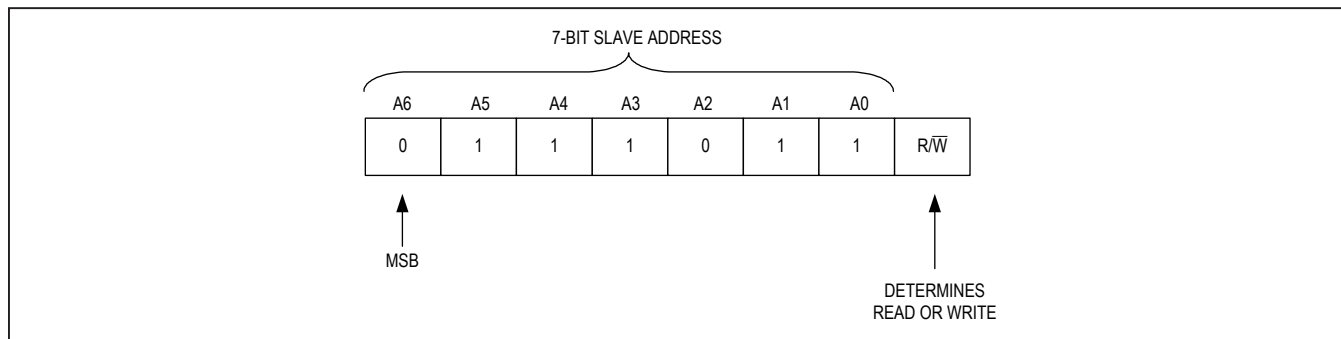 7-BIT SLAVE ADDRESS
A6 A5 A4 A3 A2 A1 A0
0 1 1 1 0 1 1 R/W̅
MSB
DETERMINES
READ OR WRITE